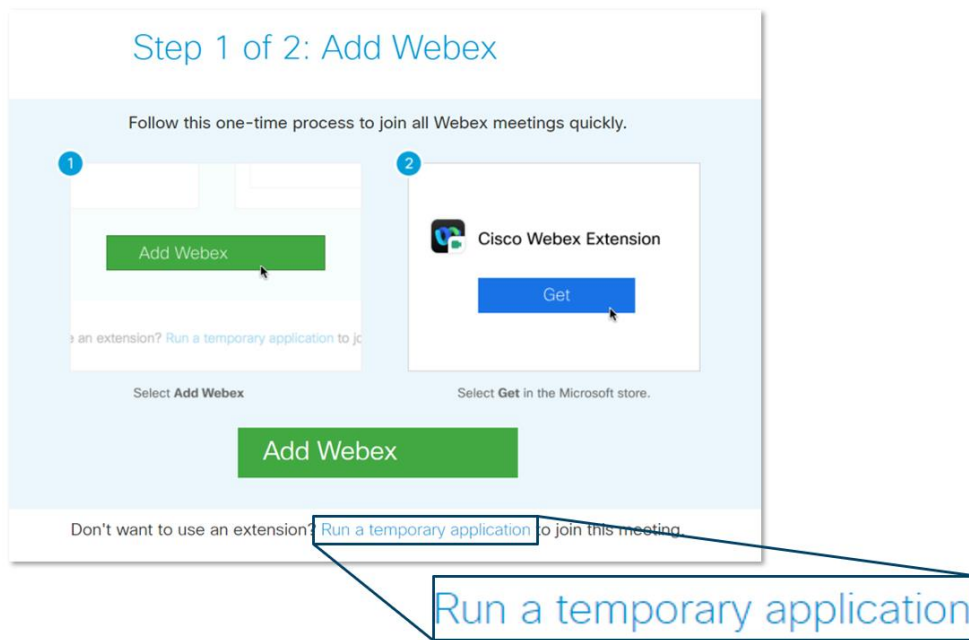 Step 1 of 2: Add Webex
Follow this one-time process to join all Webex meetings quickly.
1
Add Webex
an extension? Run a temporary application to
Select Add Webex
2
Cisco Webex Extension
Get
Select Get in the Microsoft store.
Add Webex
Don't want to use an extension? Run a temporary application to join this meeting.
Run a temporary application